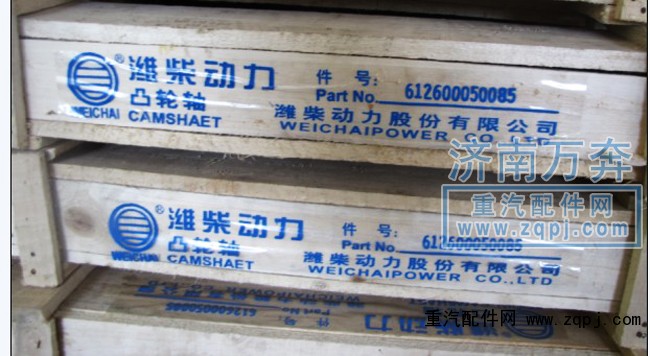 潍柴动力
凸轮轴
WEICHAI CAMSHAET
件 号:
Part No. 612600050085
潍柴动力股份有限公司
WEICHAIPOWER CO.,LTD
济南万奔
重汽配件网
www.zqpj.com
潍柴动力
凸轮轴
WEICHAI CAMSHAET
件 号:
Part No. 612600050085
潍柴动力股份有限公司
WEICHAIPOWER CO.,LTD
612600050085
重汽配件网 www.zqpj.com